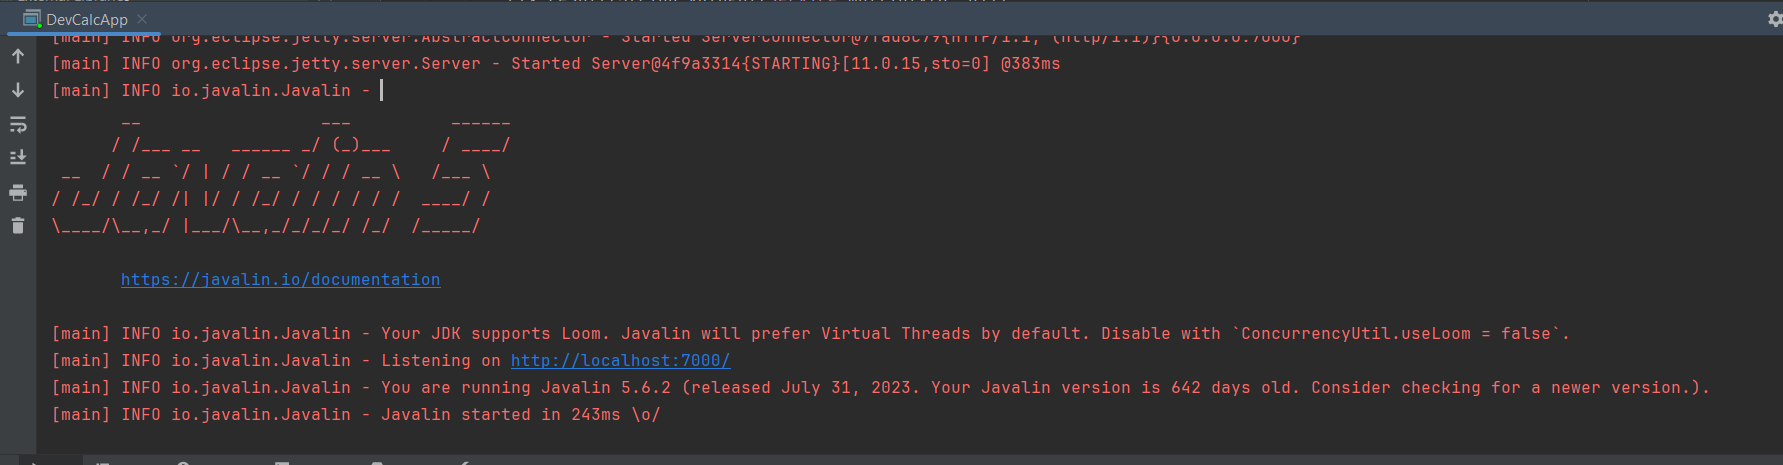 DevCalcApp
[main] INFO org.eclipse.jetty.server.AbstractConnector - Started ServerConnector@7fad8c79{HTTP/1.1, (http/1.1)}{0.0.0.0:7000}
[main] INFO org.eclipse.jetty.server.Server - Started Server@4f9a3314{STARTING}[11.0.15,sto=0] @383ms
[main] INFO io.javalin.Javalin -
       __                  ___          ______
      / /___ __   ______ _/ (_)___     / ____/
 __  / / __ `/ | / / __ `/ / / __ \   /___ \
/ /_/ / /_/ /| |/ / /_/ / / / / / /  ____/ /
\____/\__,_/ |___/\__,_/_/_/_/ /_/  /_____/
https://javalin.io/documentation
[main] INFO io.javalin.Javalin - Your JDK supports Loom. Javalin will prefer Virtual Threads by default. Disable with `ConcurrencyUtil.useLoom = false`.
[main] INFO io.javalin.Javalin - Listening on http://localhost:7000/
[main] INFO io.javalin.Javalin - You are running Javalin 5.6.2 (released July 31, 2023. Your Javalin version is 642 days old. Consider checking for a newer version.).
[main] INFO io.javalin.Javalin - Javalin started in 243ms \o/